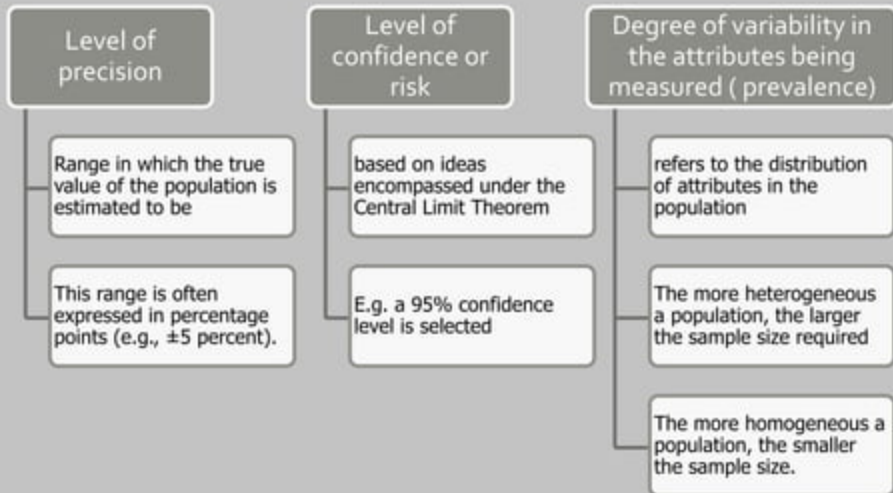 Level of
precision
Range in which the true
value of the population is
estimated to be
This range is often
expressed in percentage
points (e.g., ±5 percent).
Level of
confidence or
risk
based on ideas
encompassed under the
Central Limit Theorem
E.g. a 95% confidence
level is selected
Degree of variability in
the attributes being
measured ( prevalence)
refers to the distribution
of attributes in the
population
The more heterogeneous
a population, the larger
the sample size required
The more homogeneous a
population, the smaller
the sample size.